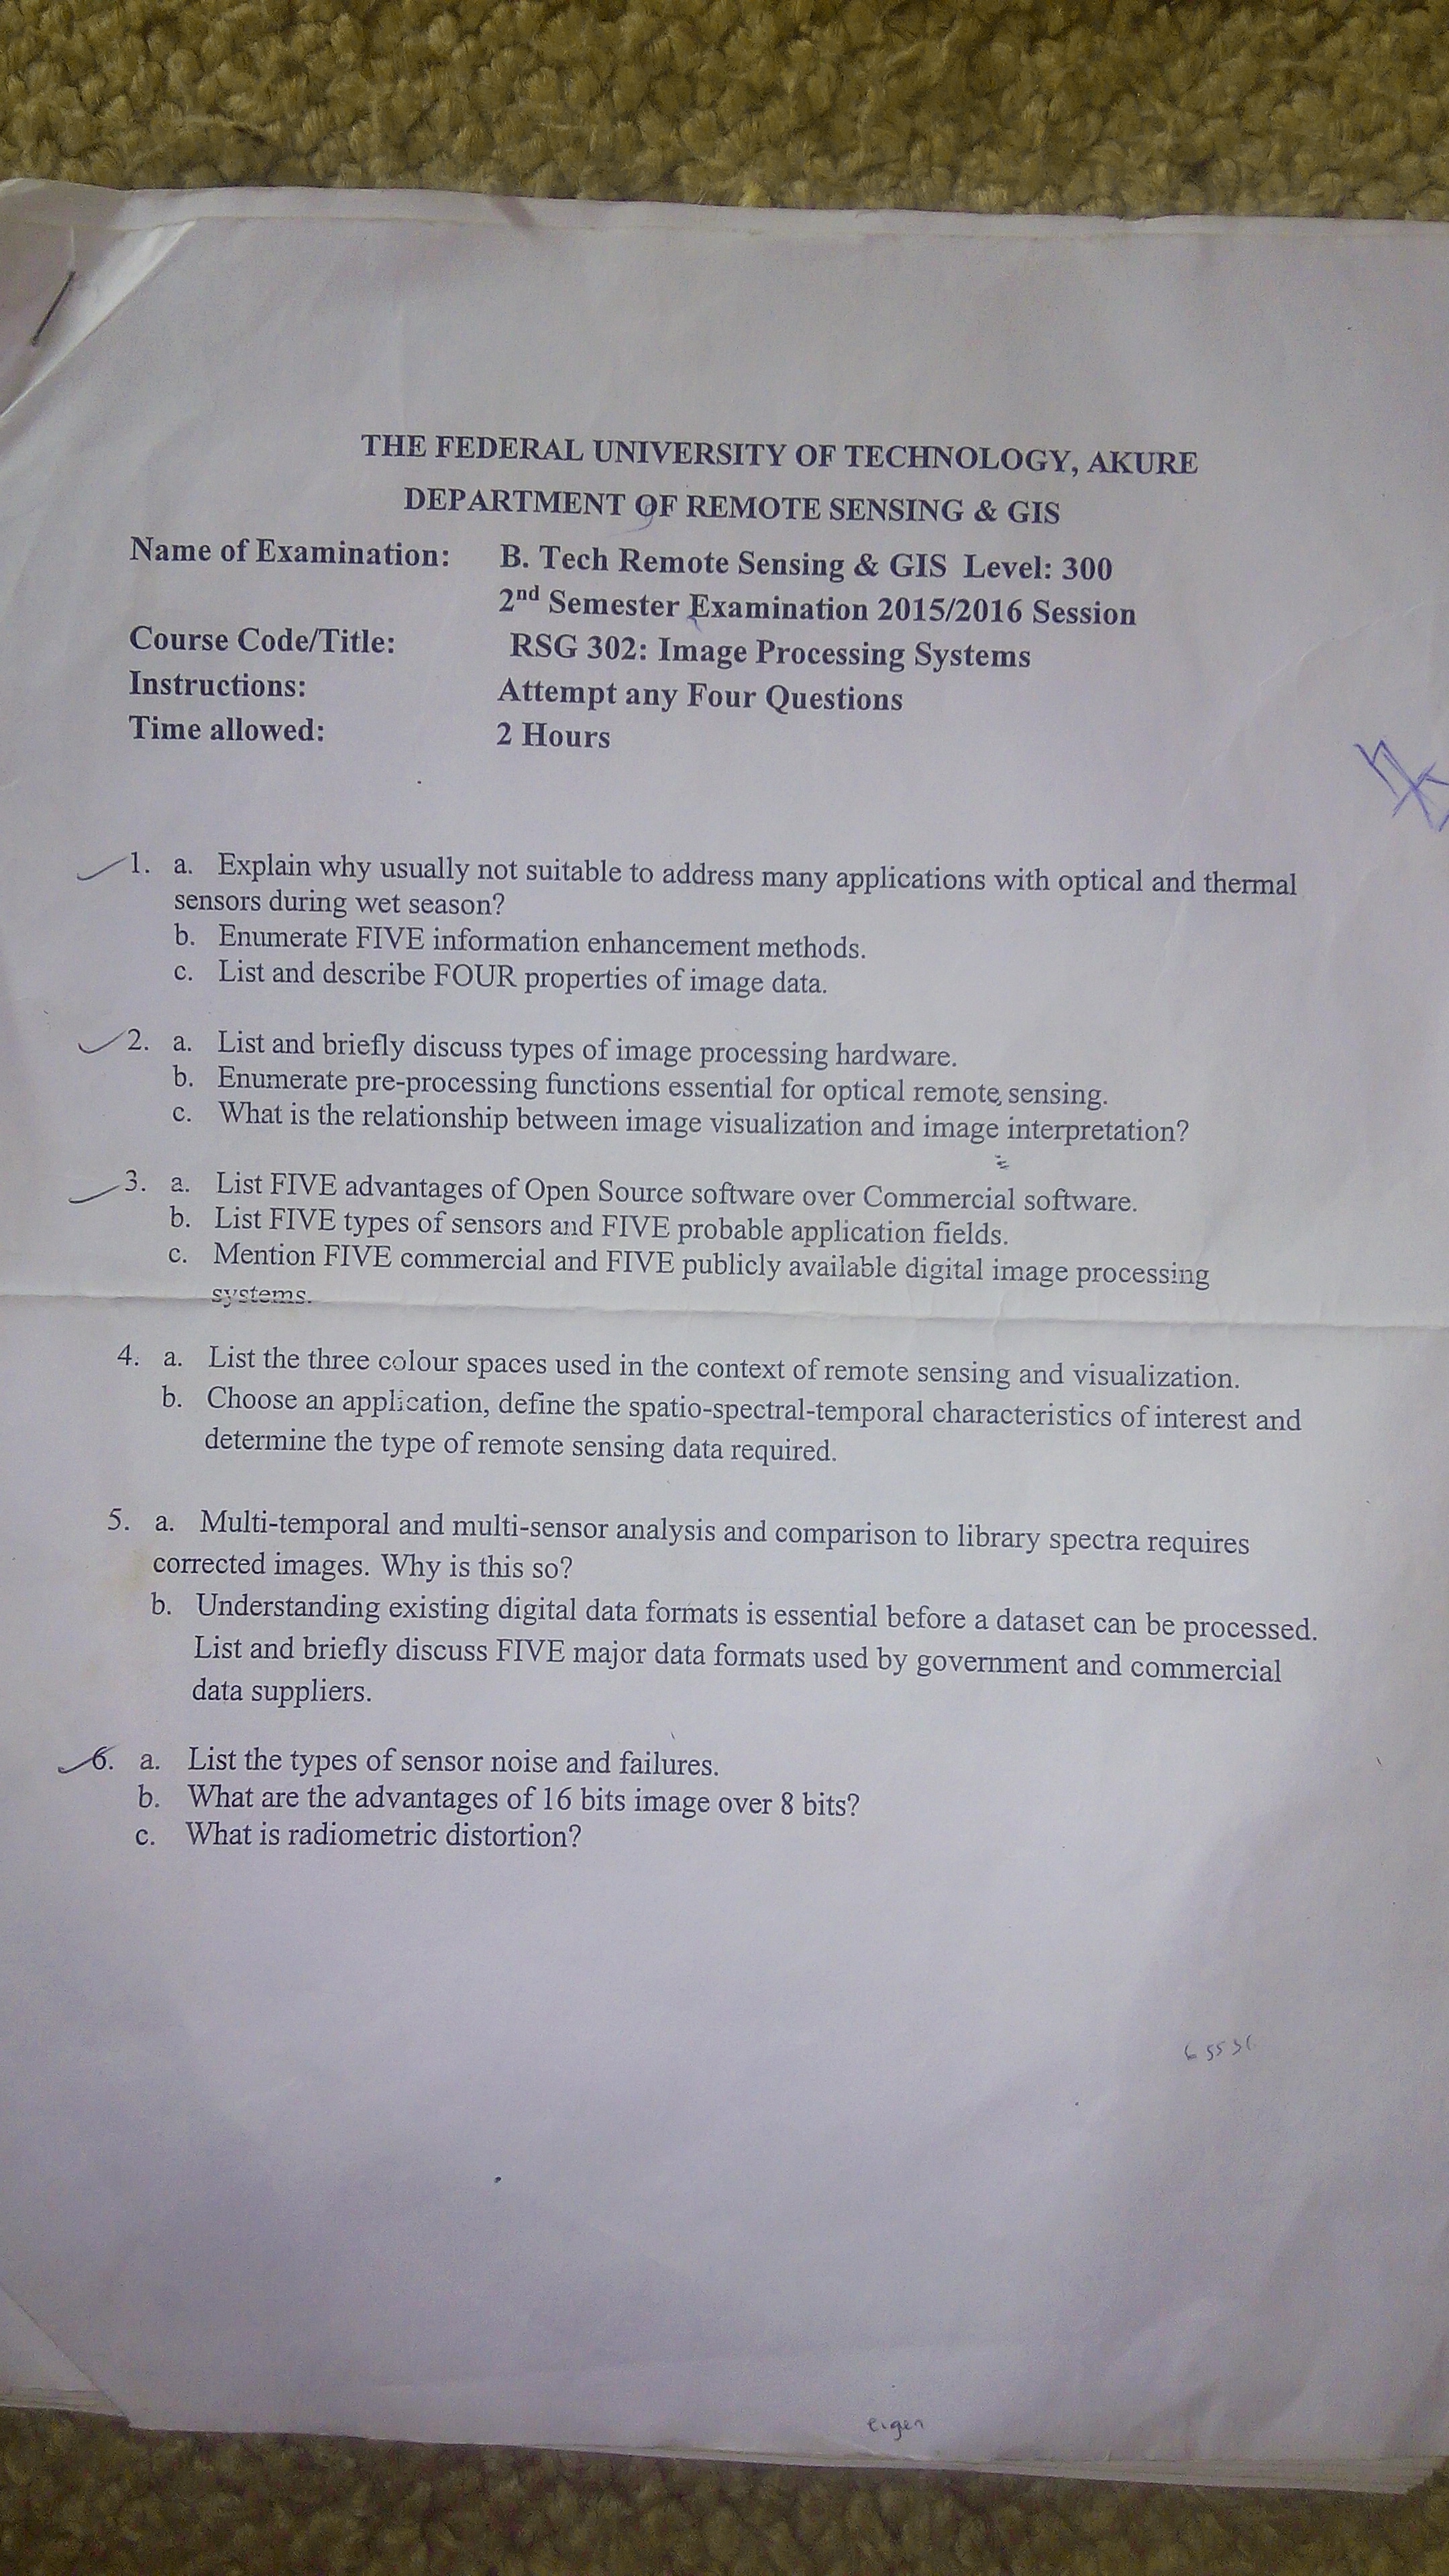 THE FEDERAL UNIVERSITY OF TECHNOLOGY, AKURE
DEPARTMENT OF REMOTE SENSING & GIS
Name of Examination: B. Tech Remote Sensing & GIS Level: 300
2nd Semester Examination 2015/2016 Session
Course Code/Title: RSG 302: Image Processing Systems
Instructions: Attempt any Four Questions
Time allowed: 2 Hours
1. a. Explain why usually not suitable to address many applications with optical and thermal
sensors during wet season?
b. Enumerate FIVE information enhancement methods.
c. List and describe FOUR properties of image data.
2. a. List and briefly discuss types of image processing hardware.
b. Enumerate pre-processing functions essential for optical remote sensing.
c. What is the relationship between image visualization and image interpretation?
3. a. List FIVE advantages of Open Source software over Commercial software.
b. List FIVE types of sensors and FIVE probable application fields.
c. Mention FIVE commercial and FIVE publicly available digital image processing
systems.
4. a. List the three colour spaces used in the context of remote sensing and visualization.
b. Choose an application, define the spatio-spectral-temporal characteristics of interest and
determine the type of remote sensing data required.
5. a. Multi-temporal and multi-sensor analysis and comparison to library spectra requires
corrected images. Why is this so?
b. Understanding existing digital data formats is essential before a dataset can be processed.
List and briefly discuss FIVE major data formats used by government and commercial
data suppliers.
6. a. List the types of sensor noise and failures.
b. What are the advantages of 16 bits image over 8 bits?
c. What is radiometric distortion?
eigen